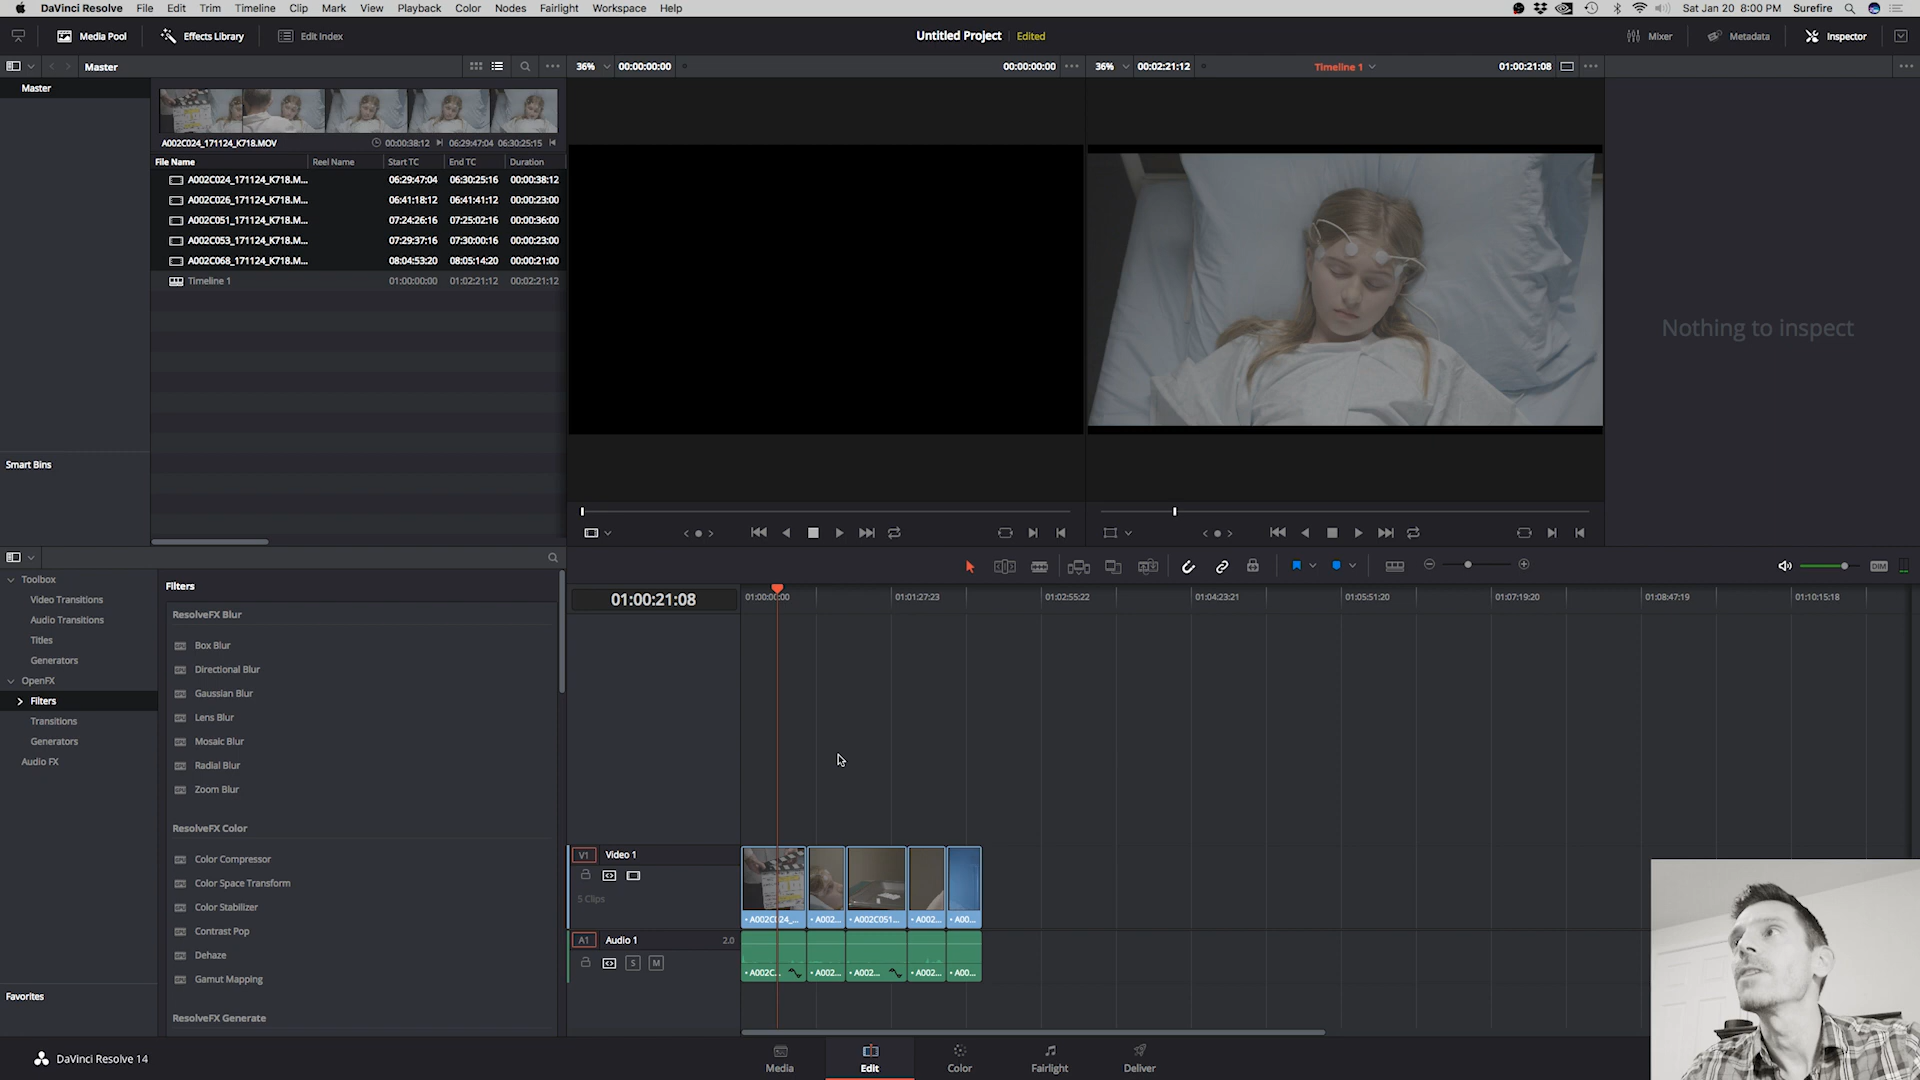 DaVinci Resolve File Edit Trim Timeline Clip Mark View Playback Color Nodes Fairlight Workspace Help Sat Jan 20 8:00 PM Surefire
Media Pool Effects Library Edit Index Untitled Project Edited Mixer Metadata Inspector
Master 36% 00:00:00:00 00:00:00:00 36% 00:02:21:12 Timeline 1 01:00:21:08
Master
A002C024_171124_K718.MOV 00:00:38:12 06:29:47:04 06:30:25:15
File Name Reel Name Start TC End TC Duration
A002C024_171124_K718.M... 06:29:47:04 06:30:25:16 00:00:38:12
A002C026_171124_K718.M... 06:41:18:12 06:41:41:12 00:00:23:00
A002C051_171124_K718.M... 07:24:26:16 07:25:02:16 00:00:36:00
A002C053_171124_K718.M... 07:29:37:16 07:30:00:16 00:00:23:00
A002C068_171124_K718.M... 08:04:53:20 08:05:14:20 00:00:21:00
Timeline 1 01:00:00:00 01:02:21:12 00:02:21:12
Nothing to inspect
Smart Bins
Toolbox
Video Transitions
Audio Transitions
Titles
Generators
OpenFX
Filters
Transitions
Generators
Audio FX
Favorites
Filters
ResolveFX Blur
Box Blur
Directional Blur
Gaussian Blur
Lens Blur
Mosaic Blur
Radial Blur
Zoom Blur
ResolveFX Color
Color Compressor
Color Space Transform
Color Stabilizer
Contrast Pop
Dehaze
Gamut Mapping
ResolveFX Generate
DIM
01:00:21:08 01:00:00:00 01:01:27:23 01:02:55:22 01:04:23:21 01:05:51:20 01:07:19:20 01:08:47:19 01:10:15:18
V1 Video 1
5 Clips
A002C024_... A002... A002C051... A002... A00...
A1 Audio 1 2.0
S M
A002C... A002... A002... A002... A00...
DaVinci Resolve 14
Media Edit Color Fairlight Deliver